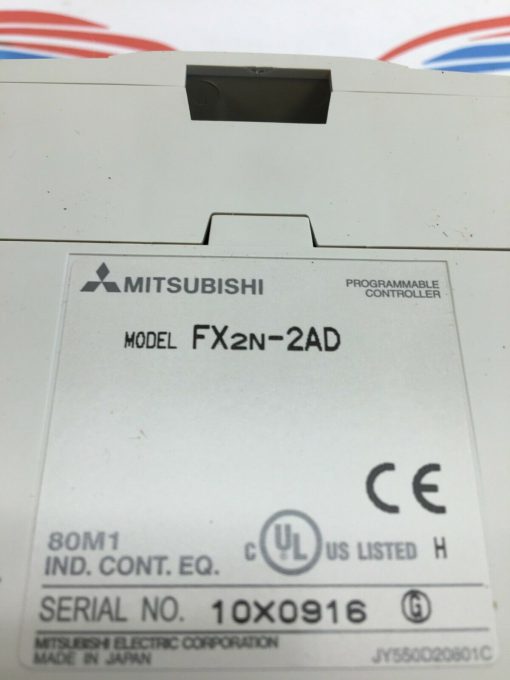 MITSUBISHI
PROGRAMMABLE
CONTROLLER
MODEL FX2N-2AD
CE
80M1
IND. CONT. EQ.
C UL US LISTED H
SERIAL NO. 10X0916 G
MITSUBISHI ELECTRIC CORPORATION
MADE IN JAPAN
JY550D20801C